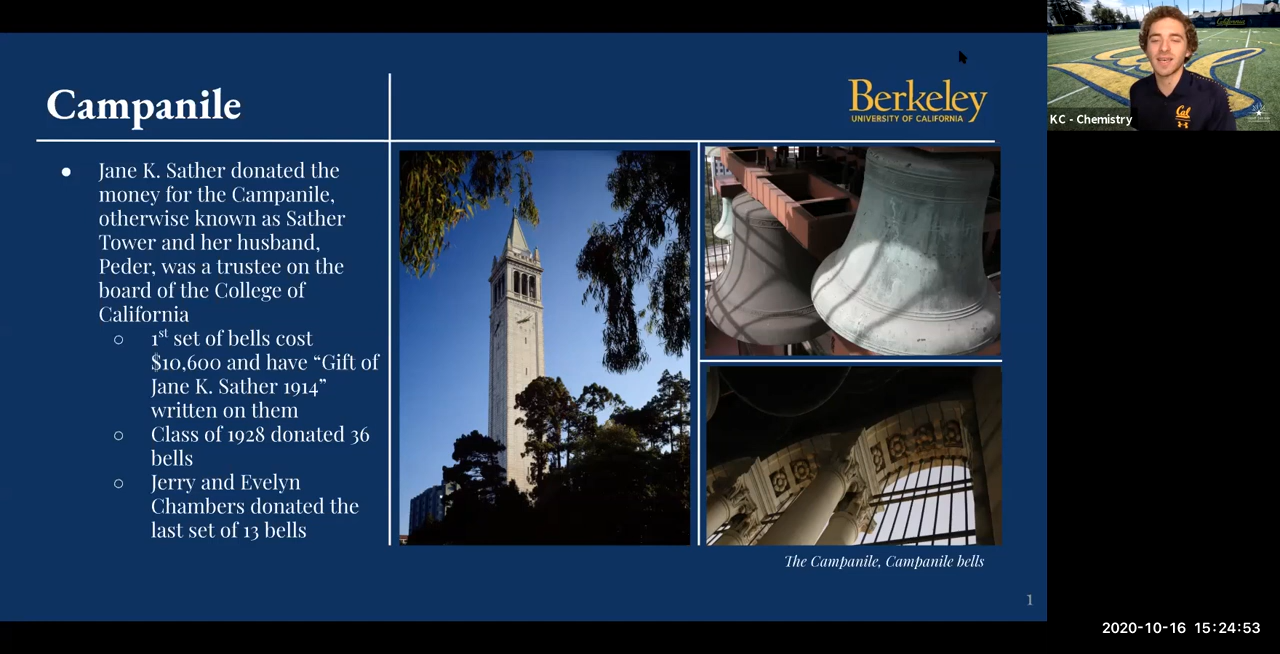 Campanile
Berkeley
UNIVERSITY OF CALIFORNIA
● Jane K. Sather donated the
money for the Campanile,
otherwise known as Sather
Tower and her husband,
Peder, was a trustee on the
board of the College of
California
○ 1st set of bells cost
$10,600 and have “Gift of
Jane K. Sather 1914”
written on them
○ Class of 1928 donated 36
bells
○ Jerry and Evelyn
Chambers donated the
last set of 13 bells
The Campanile, Campanile bells
1
California
Cal
KC - Chemistry
2020-10-16 15:24:53